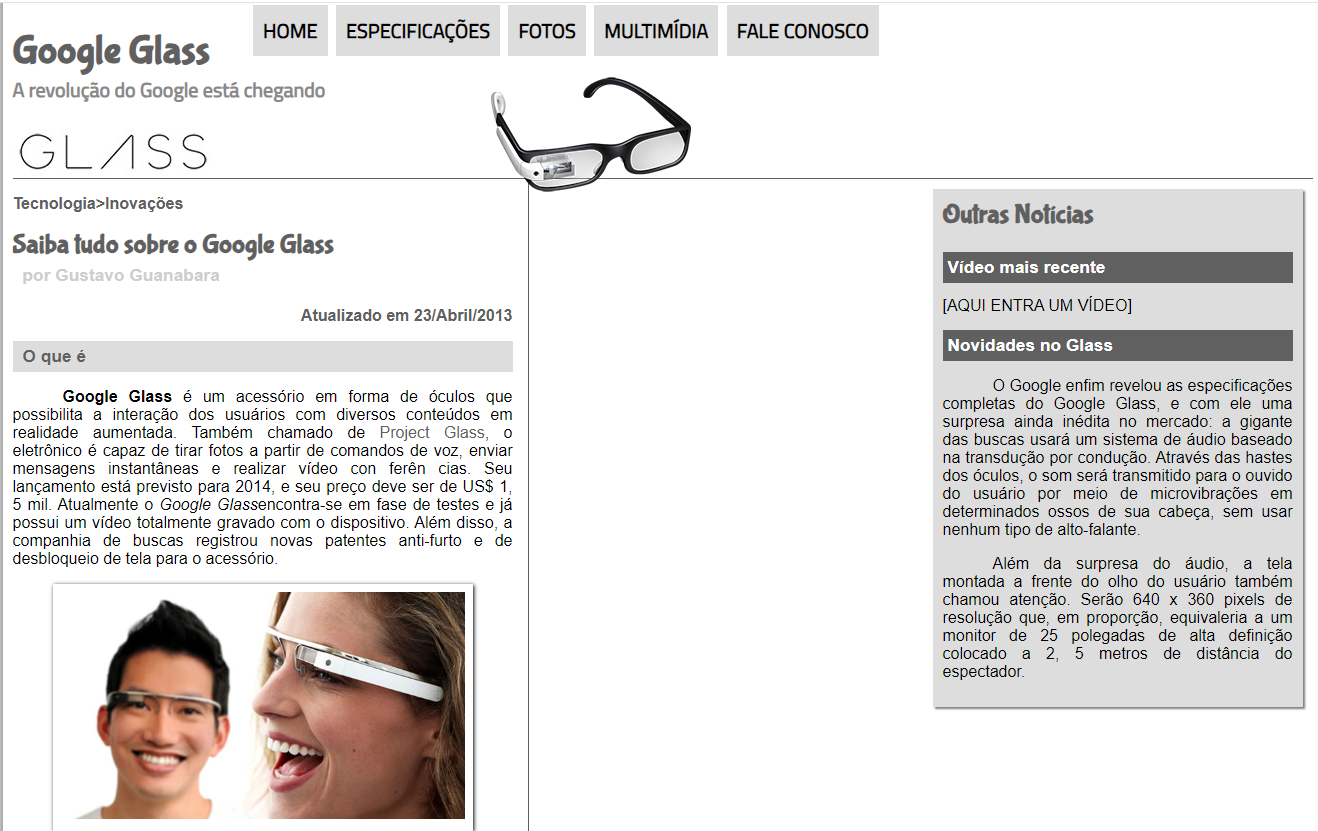 HOME ESPECIFICAÇÕES FOTOS MULTIMÍDIA FALE CONOSCO
Google Glass
A revolução do Google está chegando
GLASS
Tecnologia>Inovações
Saiba tudo sobre o Google Glass
por Gustavo Guanabara
Atualizado em 23/Abril/2013
O que é
Google Glass é um acessório em forma de óculos que
possibilita a interação dos usuários com diversos conteúdos em
realidade aumentada. Também chamado de Project Glass, o
eletrônico é capaz de tirar fotos a partir de comandos de voz, enviar
mensagens instantâneas e realizar vídeo con ferên cias. Seu
lançamento está previsto para 2014, e seu preço deve ser de US$ 1,
5 mil. Atualmente o Google Glassencontra-se em fase de testes e já
possui um vídeo totalmente gravado com o dispositivo. Além disso, a
companhia de buscas registrou novas patentes anti-furto e de
desbloqueio de tela para o acessório.
Outras Notícias
Vídeo mais recente
[AQUI ENTRA UM VÍDEO]
Novidades no Glass
O Google enfim revelou as especificações
completas do Google Glass, e com ele uma
surpresa ainda inédita no mercado: a gigante
das buscas usará um sistema de áudio baseado
na transdução por condução. Através das hastes
dos óculos, o som será transmitido para o ouvido
do usuário por meio de microvibrações em
determinados ossos de sua cabeça, sem usar
nenhum tipo de alto-falante.
Além da surpresa do áudio, a tela
montada a frente do olho do usuário também
chamou atenção. Serão 640 x 360 pixels de
resolução que, em proporção, equivaleria a um
monitor de 25 polegadas de alta definição
colocado a 2, 5 metros de distância do
espectador.